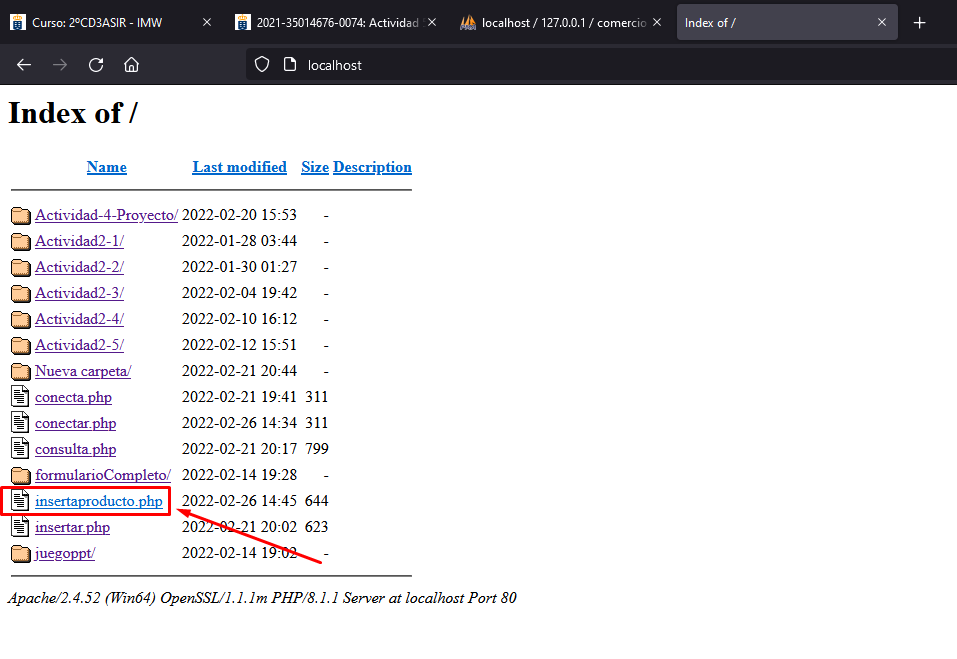 Curso: 2ºCD3ASIR - IMW
2021-35014676-0074: Actividad
localhost / 127.0.0.1 / comercio
Index of /
localhost
Index of /
Name Last modified Size Description
Actividad-4-Proyecto/ 2022-02-20 15:53 -
Actividad2-1/ 2022-01-28 03:44 -
Actividad2-2/ 2022-01-30 01:27 -
Actividad2-3/ 2022-02-04 19:42 -
Actividad2-4/ 2022-02-10 16:12 -
Actividad2-5/ 2022-02-12 15:51 -
Nueva carpeta/ 2022-02-21 20:44 -
conecta.php 2022-02-21 19:41 311
conectar.php 2022-02-26 14:34 311
consulta.php 2022-02-21 20:17 799
formularioCompleto/ 2022-02-14 19:28 -
insertaproducto.php 2022-02-26 14:45 644
insertar.php 2022-02-21 20:02 623
juegoppt/ 2022-02-14 19:02 -
Apache/2.4.52 (Win64) OpenSSL/1.1.1m PHP/8.1.1 Server at localhost Port 80